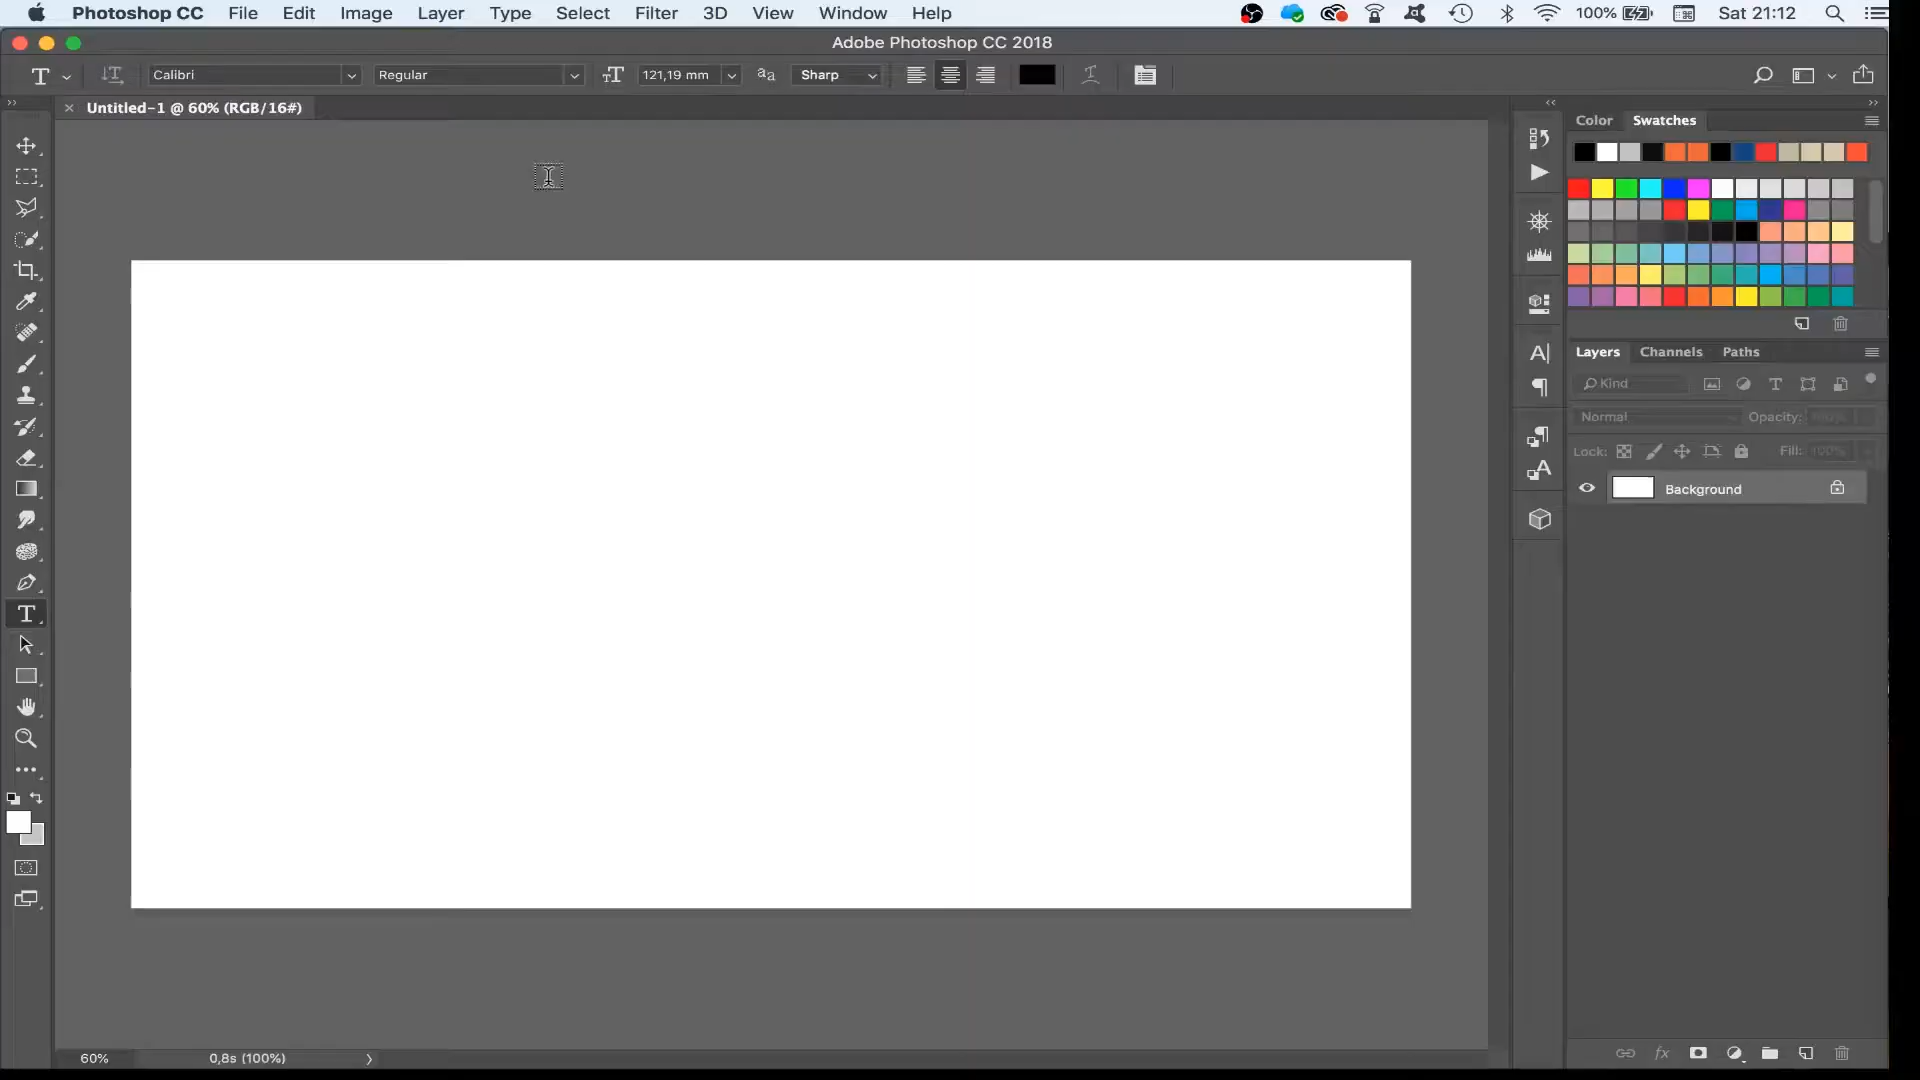 Photoshop CC File Edit Image Layer Type Select Filter 3D View Window Help 100% Sat 21:12
Adobe Photoshop CC 2018
Calibri Regular 121,19 mm Sharp
Untitled-1 @ 60% (RGB/16#)
Color Swatches
Layers Channels Paths
Kind
Normal Opacity: 100%
Lock: Fill: 100%
Background
60% 0,8s (100%)